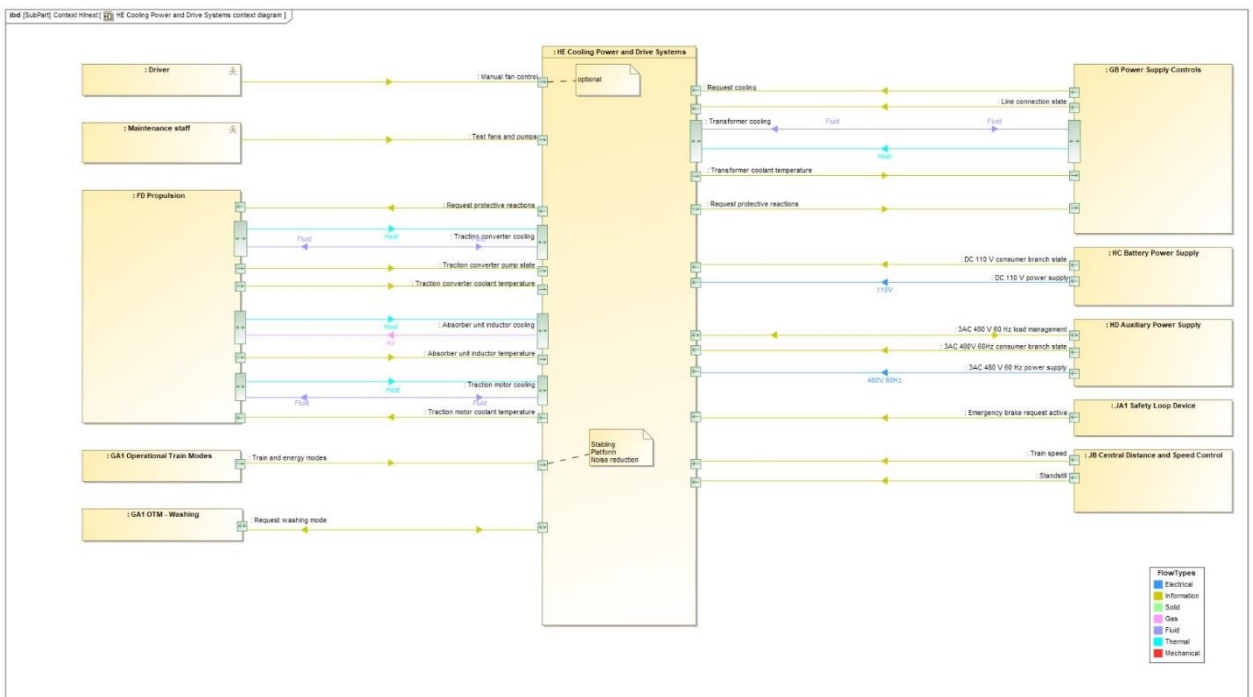 ibd [SubPart] Context HInext [ HE Cooling Power and Drive Systems context diagram ]
: HE Cooling Power and Drive Systems
optional
Stabling
Platform
Noise reduction
: Driver
: Manual fan control
: Maintenance staff
: Test fans and pumps
: FD Propulsion
: Request protective reactions
Heat
: Traction converter cooling
Fluid
Fluid
: Traction converter pump state
: Traction converter coolant temperature
Heat
: Absorber unit inductor cooling
Air
: Absorber unit inductor temperature
Heat
: Traction motor cooling
Fluid
Fluid
: Traction motor coolant temperature
: GA1 Operational Train Modes
: Train and energy modes
: GA1 OTM - Washing
: Request washing mode
: GB Power Supply Controls
: Request cooling
: Line connection state
: Transformer cooling
Fluid
Fluid
Heat
: Transformer coolant temperature
: Request protective reactions
: HC Battery Power Supply
: DC 110 V consumer branch state
: DC 110 V power supply
110V
: HD Auxiliary Power Supply
: 3AC 480 V 60 Hz load management
: 3AC 480V 60Hz consumer branch state
: 3AC 480 V 60 Hz power supply
480V 60Hz
: JA1 Safety Loop Device
: Emergency brake request active
: JB Central Distance and Speed Control
: Train speed
: Standstill
FlowTypes
Electrical
Information
Solid
Gas
Fluid
Thermal
Mechanical